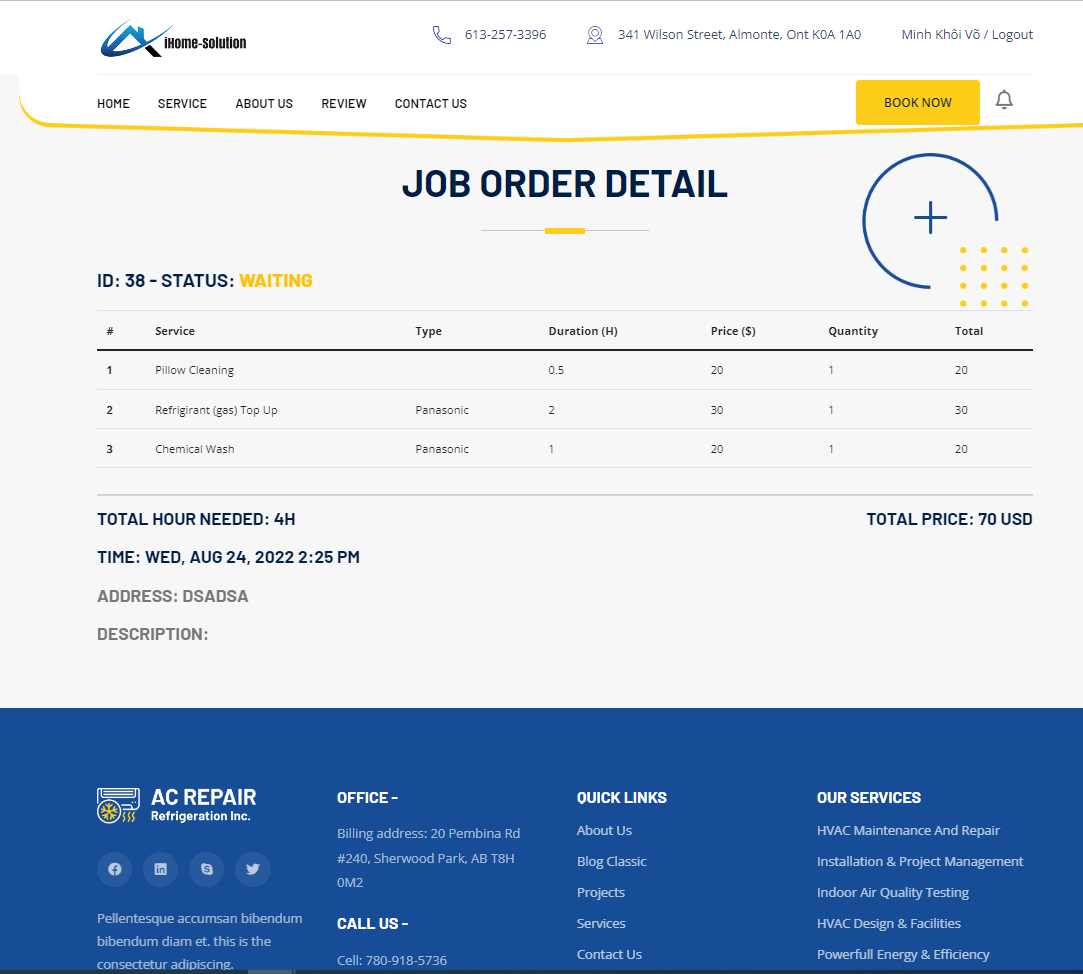 iHome-solution
613-257-3396
341 Wilson Street, Almonte, Ont K0A 1A0
Minh Khôi Võ / Logout
HOME SERVICE ABOUT US REVIEW CONTACT US
BOOK NOW
JOB ORDER DETAIL
ID: 38 - STATUS: WAITING
# Service Type Duration (H) Price ($) Quantity Total
1 Pillow Cleaning 0.5 20 1 20
2 Refrigirant (gas) Top Up Panasonic 2 30 1 30
3 Chemical Wash Panasonic 1 20 1 20
TOTAL HOUR NEEDED: 4H
TOTAL PRICE: 70 USD
TIME: WED, AUG 24, 2022 2:25 PM
ADDRESS: DSADSA
DESCRIPTION:
AC REPAIR
Refrigeration Inc.
Pellentesque accumsan bibendum
bibendum diam et. this is the
consectetur adipiscing.
OFFICE -
Billing address: 20 Pembina Rd
#240, Sherwood Park, AB T8H
0M2
CALL US -
Cell: 780-918-5736
QUICK LINKS
About Us
Blog Classic
Projects
Services
Contact Us
OUR SERVICES
HVAC Maintenance And Repair
Installation & Project Management
Indoor Air Quality Testing
HVAC Design & Facilities
Powerfull Energy & Efficiency